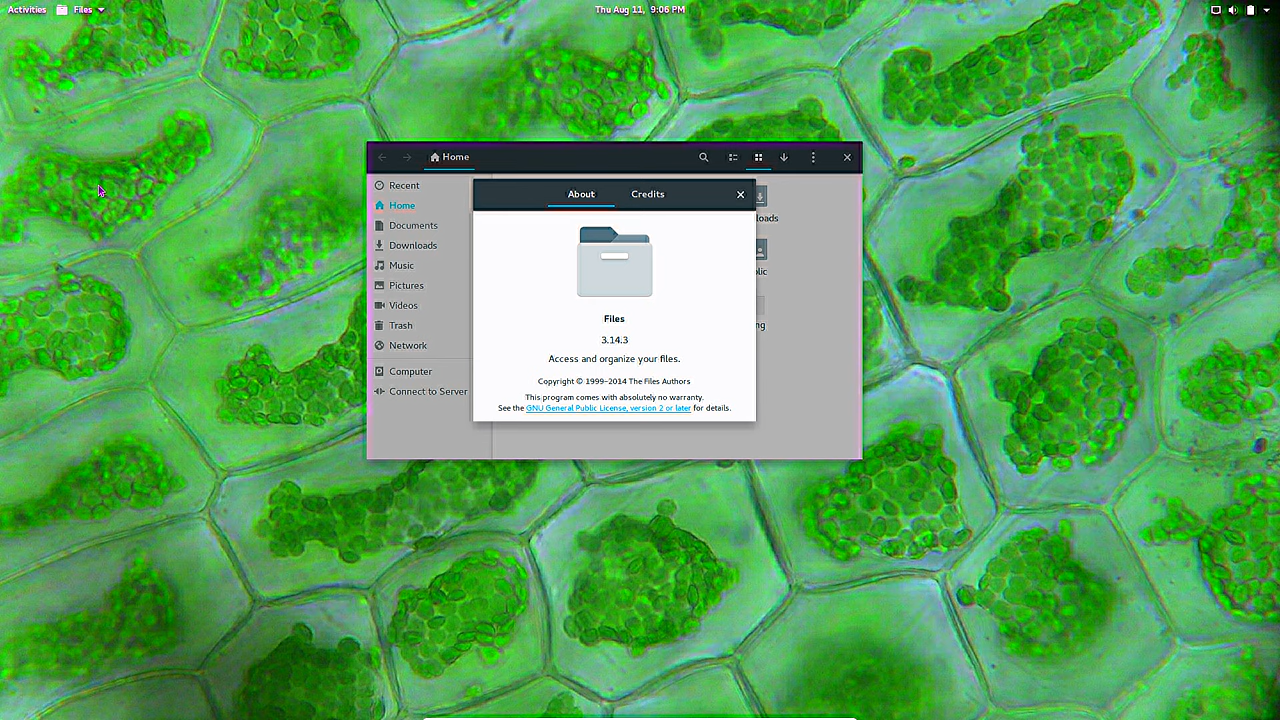 Activities Files Thu Aug 11, 9:06 PM
Home
Recent
Home
Documents
Downloads
Music
Pictures
Videos
Trash
Network
Computer
Connect to Server
About Credits
Files
3.14.3
Access and organize your files.
Copyright © 1999–2014 The Files Authors
This program comes with absolutely no warranty.
See the GNU General Public License, version 2 or later for details.
loads
lic
ng